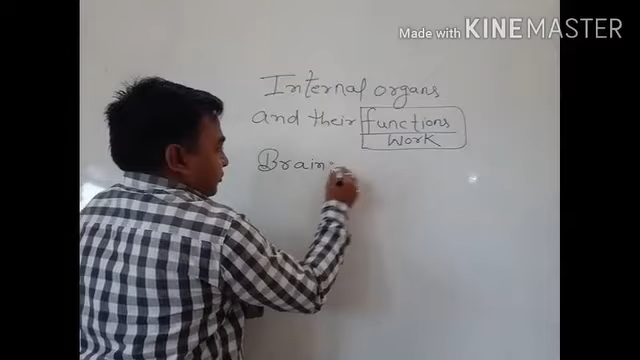 Made with KINEMASTER
Internal organs
and their functions
work
Brain:-